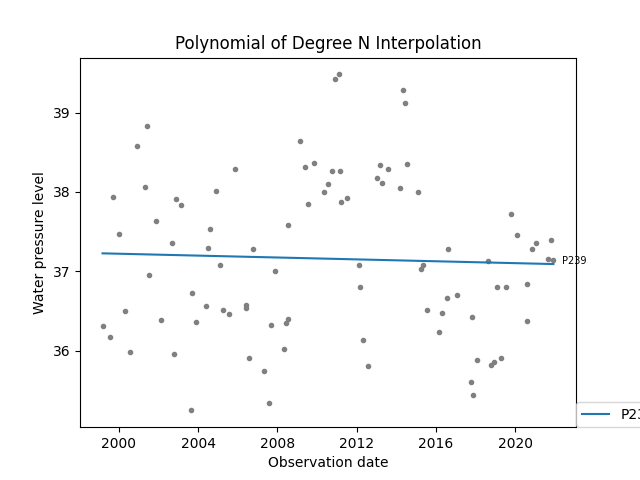 Polynomial of Degree N Interpolation
Water pressure level
39
38
37
36
P239
2000 2004 2008 2012 2016 2020
Observation date